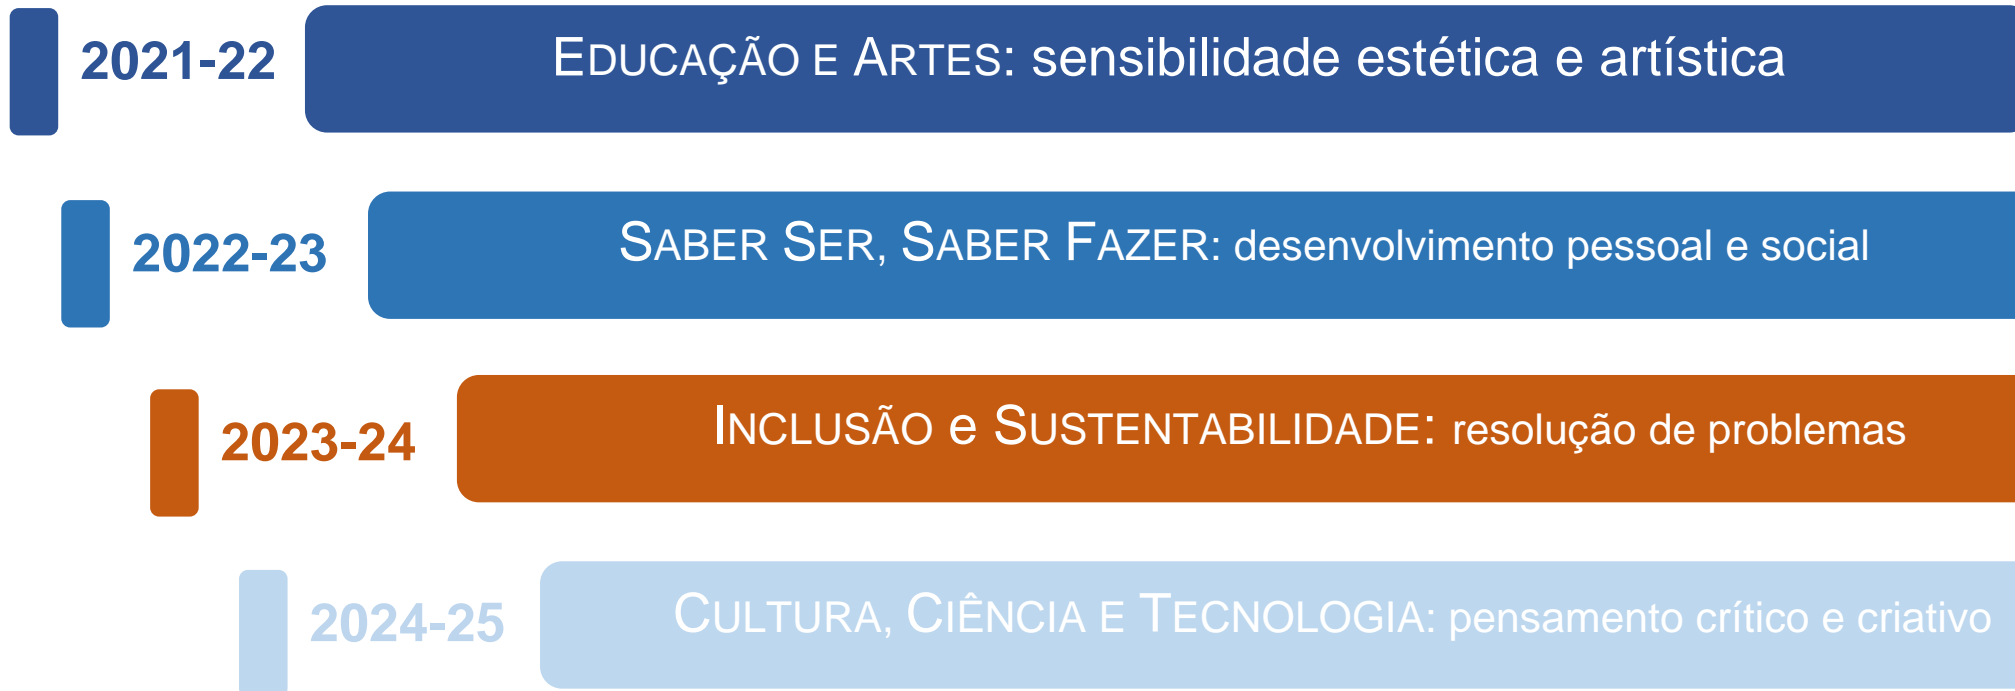 2021-22
EDUCAÇÃO E ARTES: sensibilidade estética e artística
2022-23
SABER SER, SABER FAZER: desenvolvimento pessoal e social
2023-24
INCLUSÃO e SUSTENTABILIDADE: resolução de problemas
2024-25
CULTURA, CIÊNCIA E TECNOLOGIA: pensamento crítico e criativo